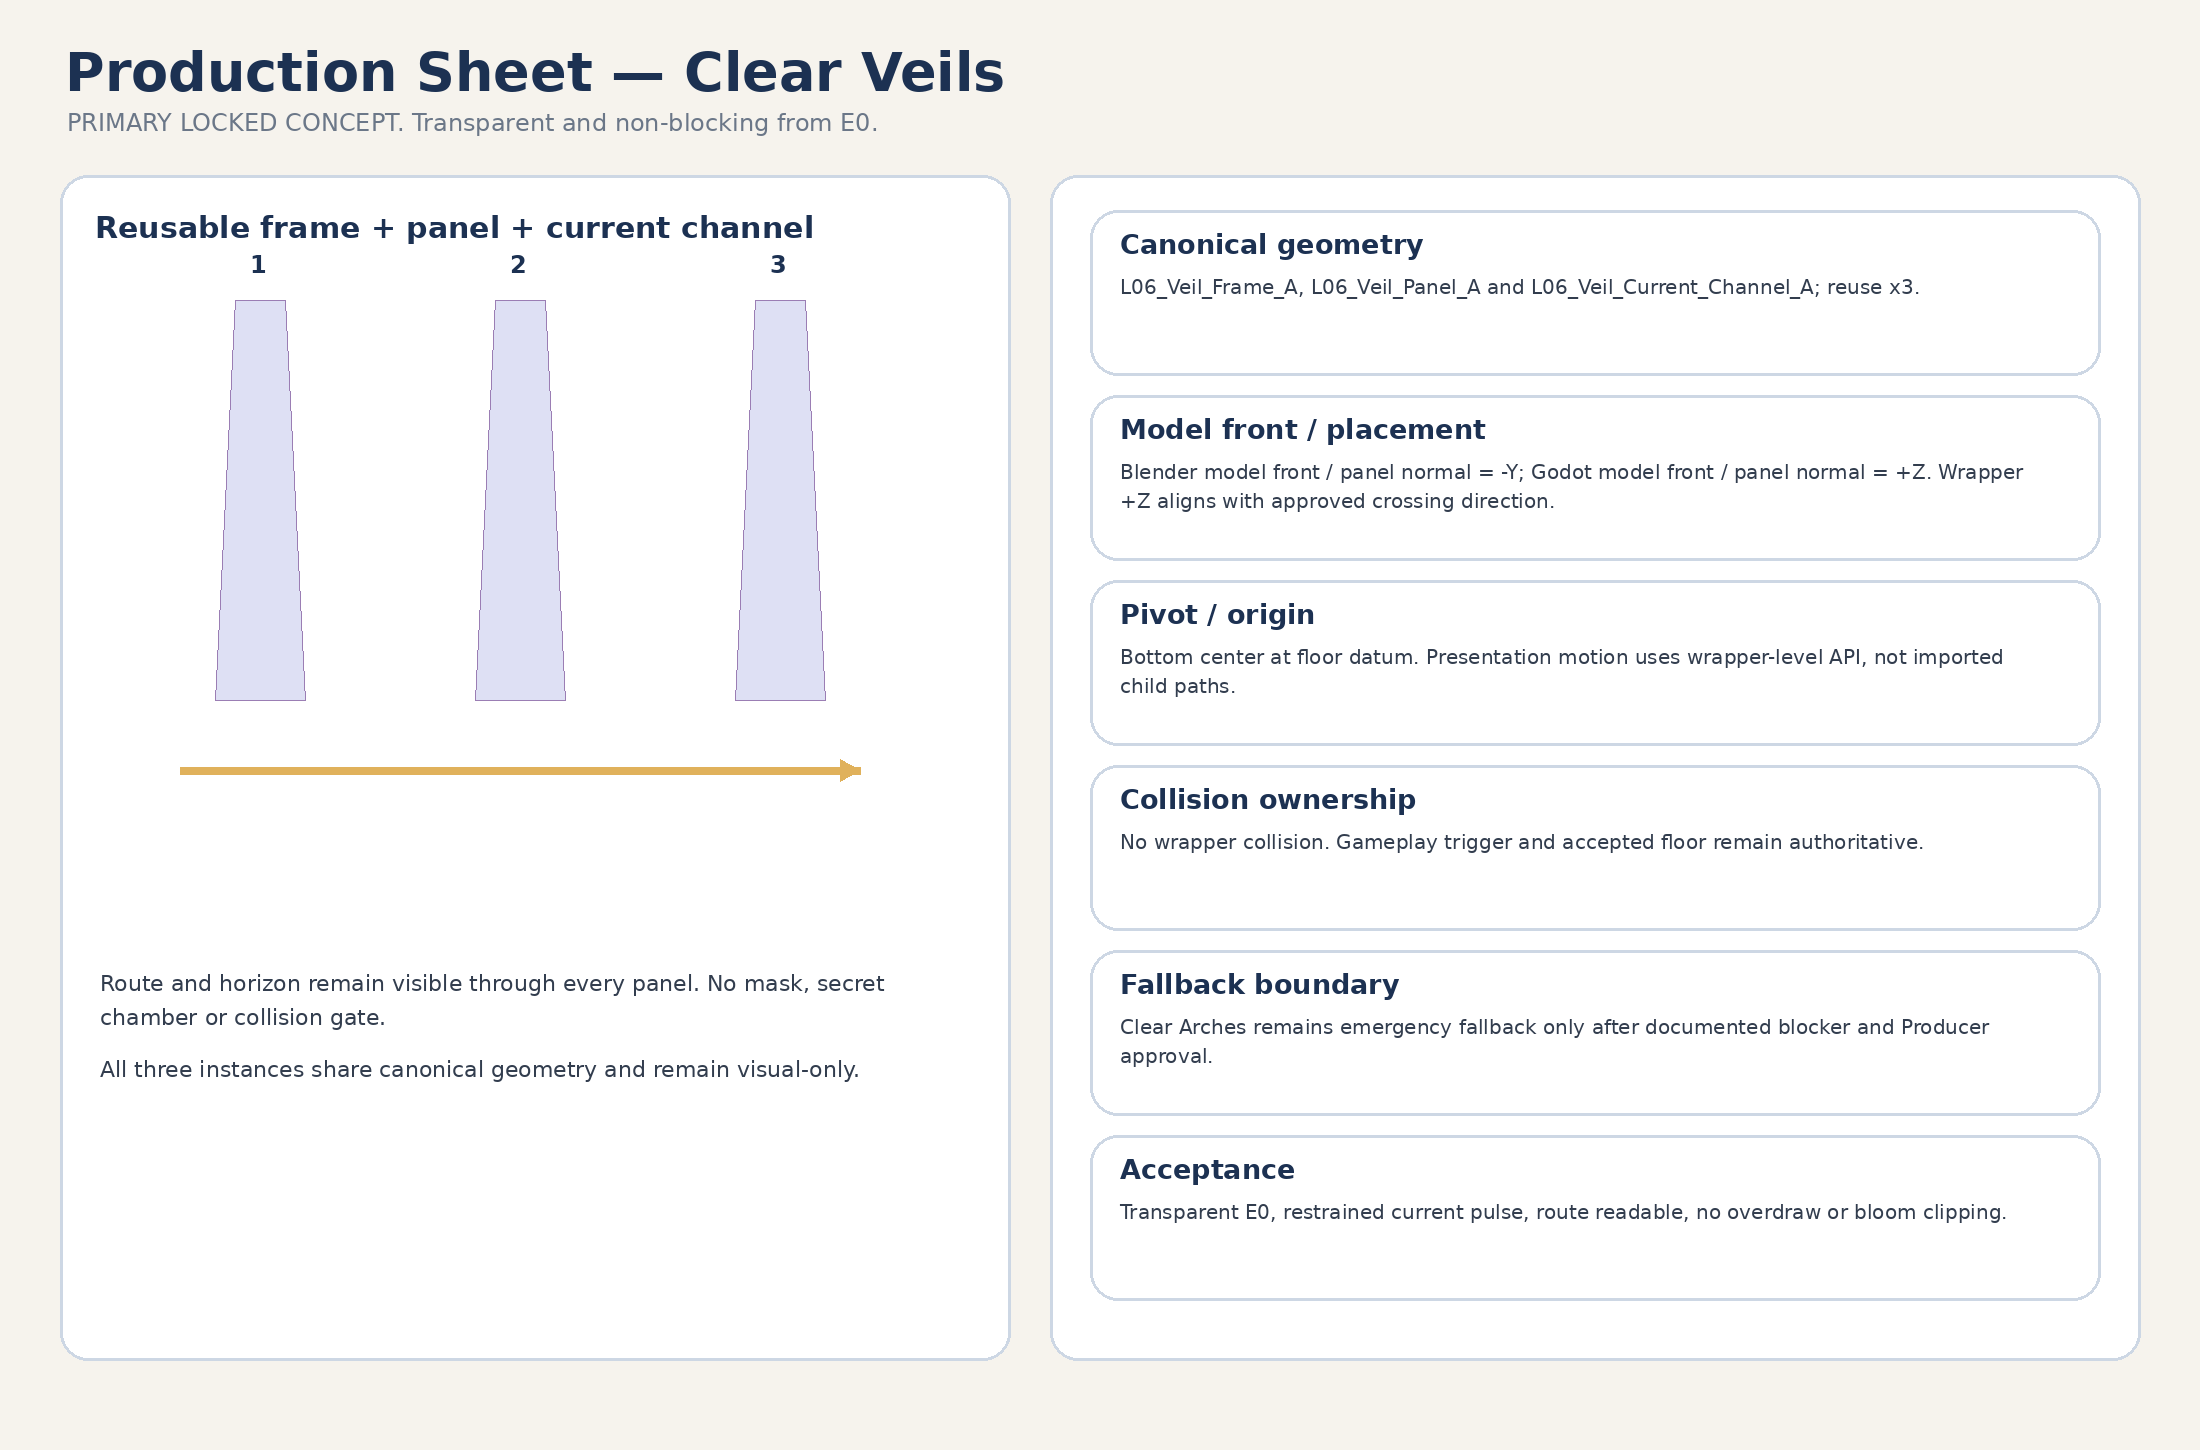 Production Sheet — Clear Veils
PRIMARY LOCKED CONCEPT. Transparent and non-blocking from E0.
Reusable frame + panel + current channel
1
2
3
Route and horizon remain visible through every panel. No mask, secret
chamber or collision gate.
All three instances share canonical geometry and remain visual-only.
Canonical geometry
L06_Veil_Frame_A, L06_Veil_Panel_A and L06_Veil_Current_Channel_A; reuse x3.
Model front / placement
Blender model front / panel normal = -Y; Godot model front / panel normal = +Z. Wrapper
+Z aligns with approved crossing direction.
Pivot / origin
Bottom center at floor datum. Presentation motion uses wrapper-level API, not imported
child paths.
Collision ownership
No wrapper collision. Gameplay trigger and accepted floor remain authoritative.
Fallback boundary
Clear Arches remains emergency fallback only after documented blocker and Producer
approval.
Acceptance
Transparent E0, restrained current pulse, route readable, no overdraw or bloom clipping.